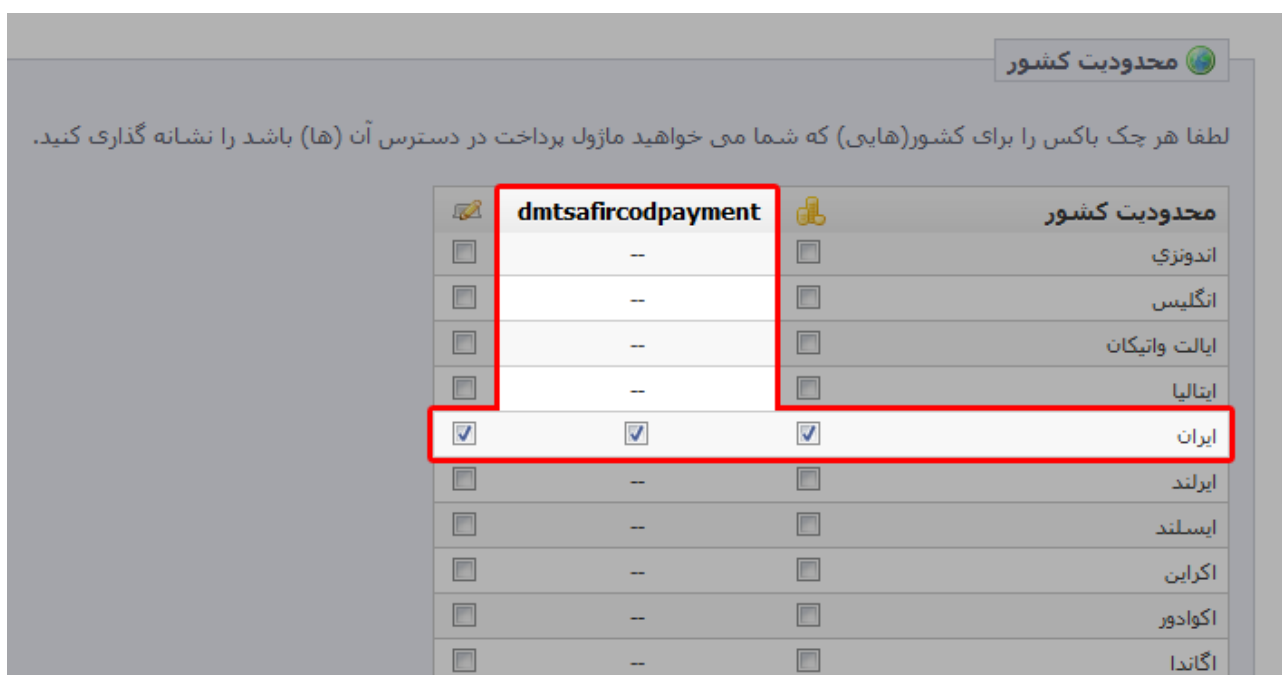 محدودیت کشور
لطفا هر چک باکس را برای کشور(هایی) که شما می خواهید ماژول پرداخت در دسترس آن (ها) باشد را نشانه گذاری کنید.
محدودیت کشور dmtsafircodpayment
اندونزي --
انگلیس --
ایالت واتیکان --
ایتالیا --
ایران
ایرلند --
ایسلند --
اکراین --
اکوادور --
اگاندا --